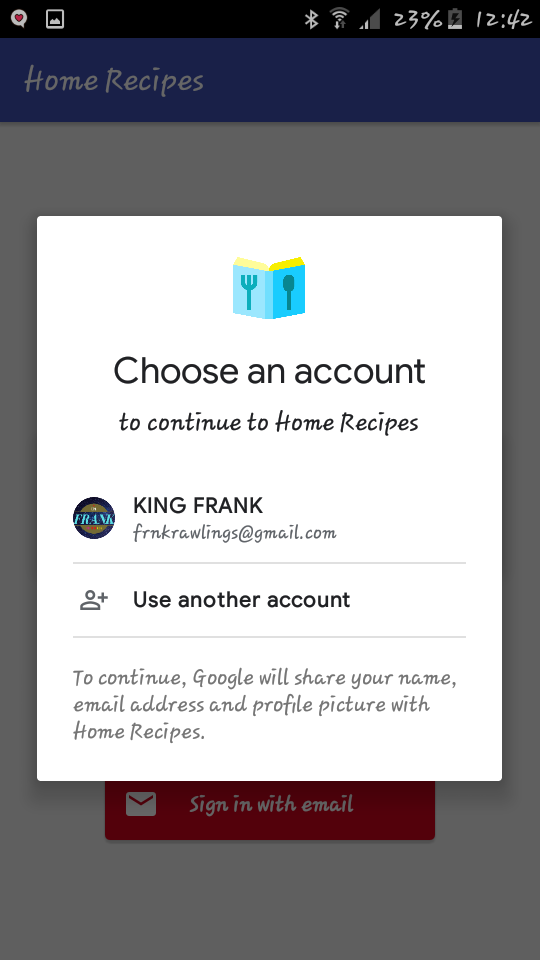 23% 12:42
Home Recipes
Choose an account
to continue to Home Recipes
FRANK
KING FRANK
frnkrawlings@gmail.com
Use another account
To continue, Google will share your name,
email address and profile picture with
Home Recipes.
Sign in with email